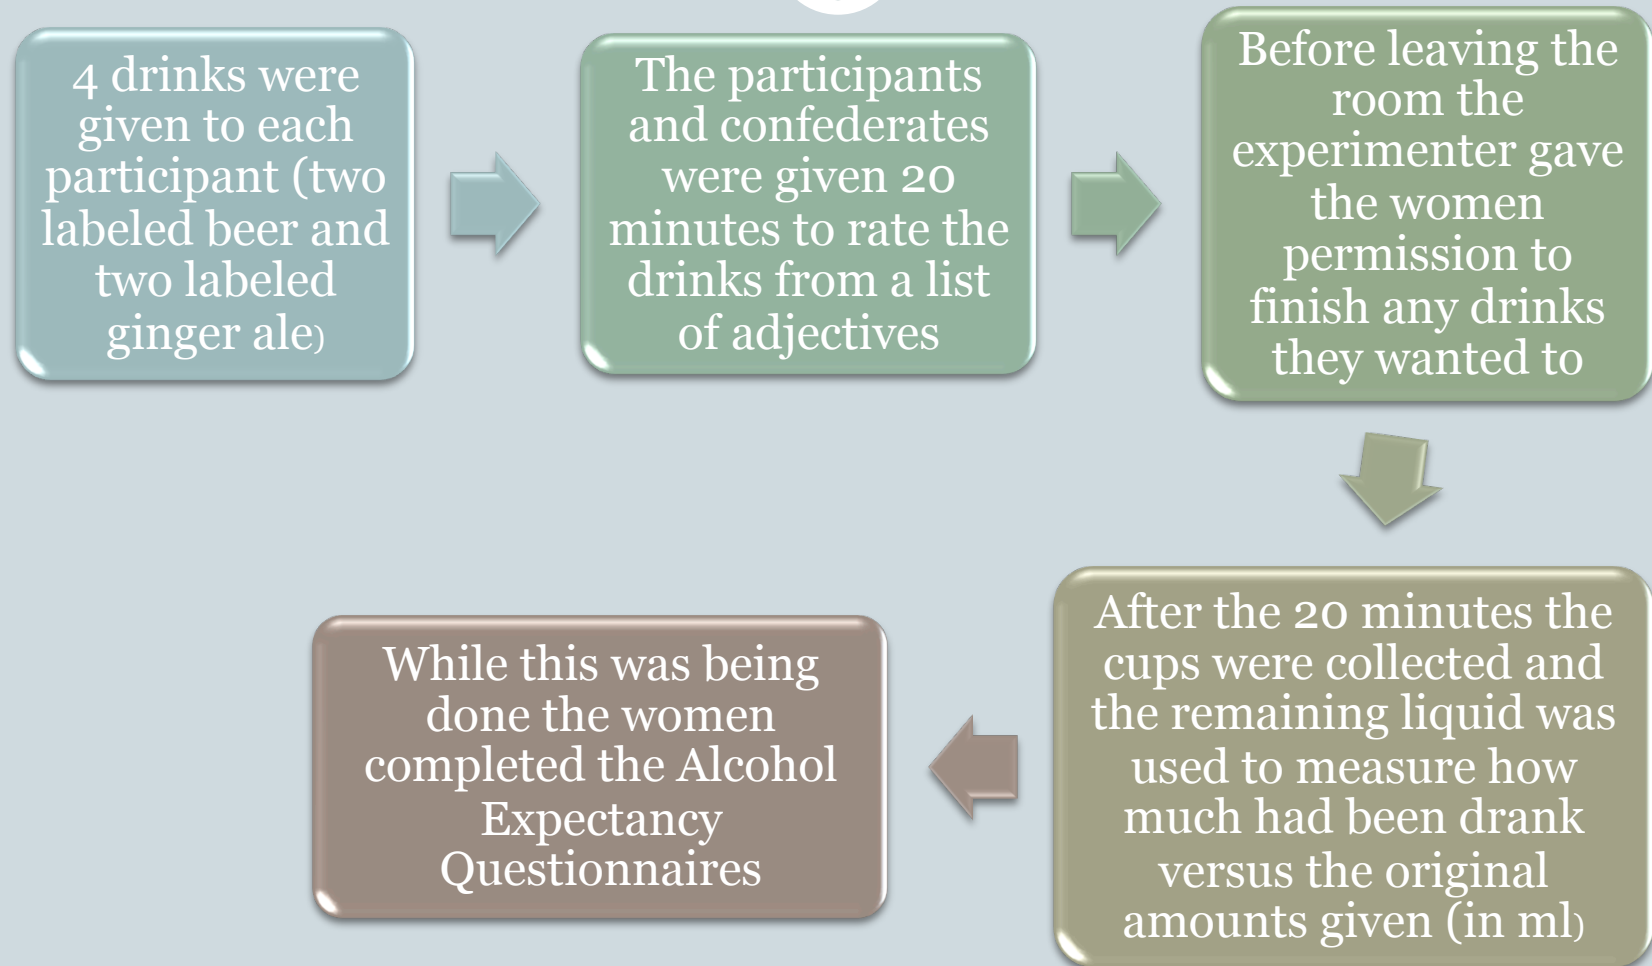 4 drinks were
given to each
participant (two
labeled beer and
two labeled
ginger ale)
The participants
and confederates
were given 20
minutes to rate the
drinks from a list
of adjectives
Before leaving the
room the
experimenter gave
the women
permission to
finish any drinks
they wanted to
After the 20 minutes the
cups were collected and
the remaining liquid was
used to measure how
much had been drank
versus the original
amounts given (in ml)
While this was being
done the women
completed the Alcohol
Expectancy
Questionnaires